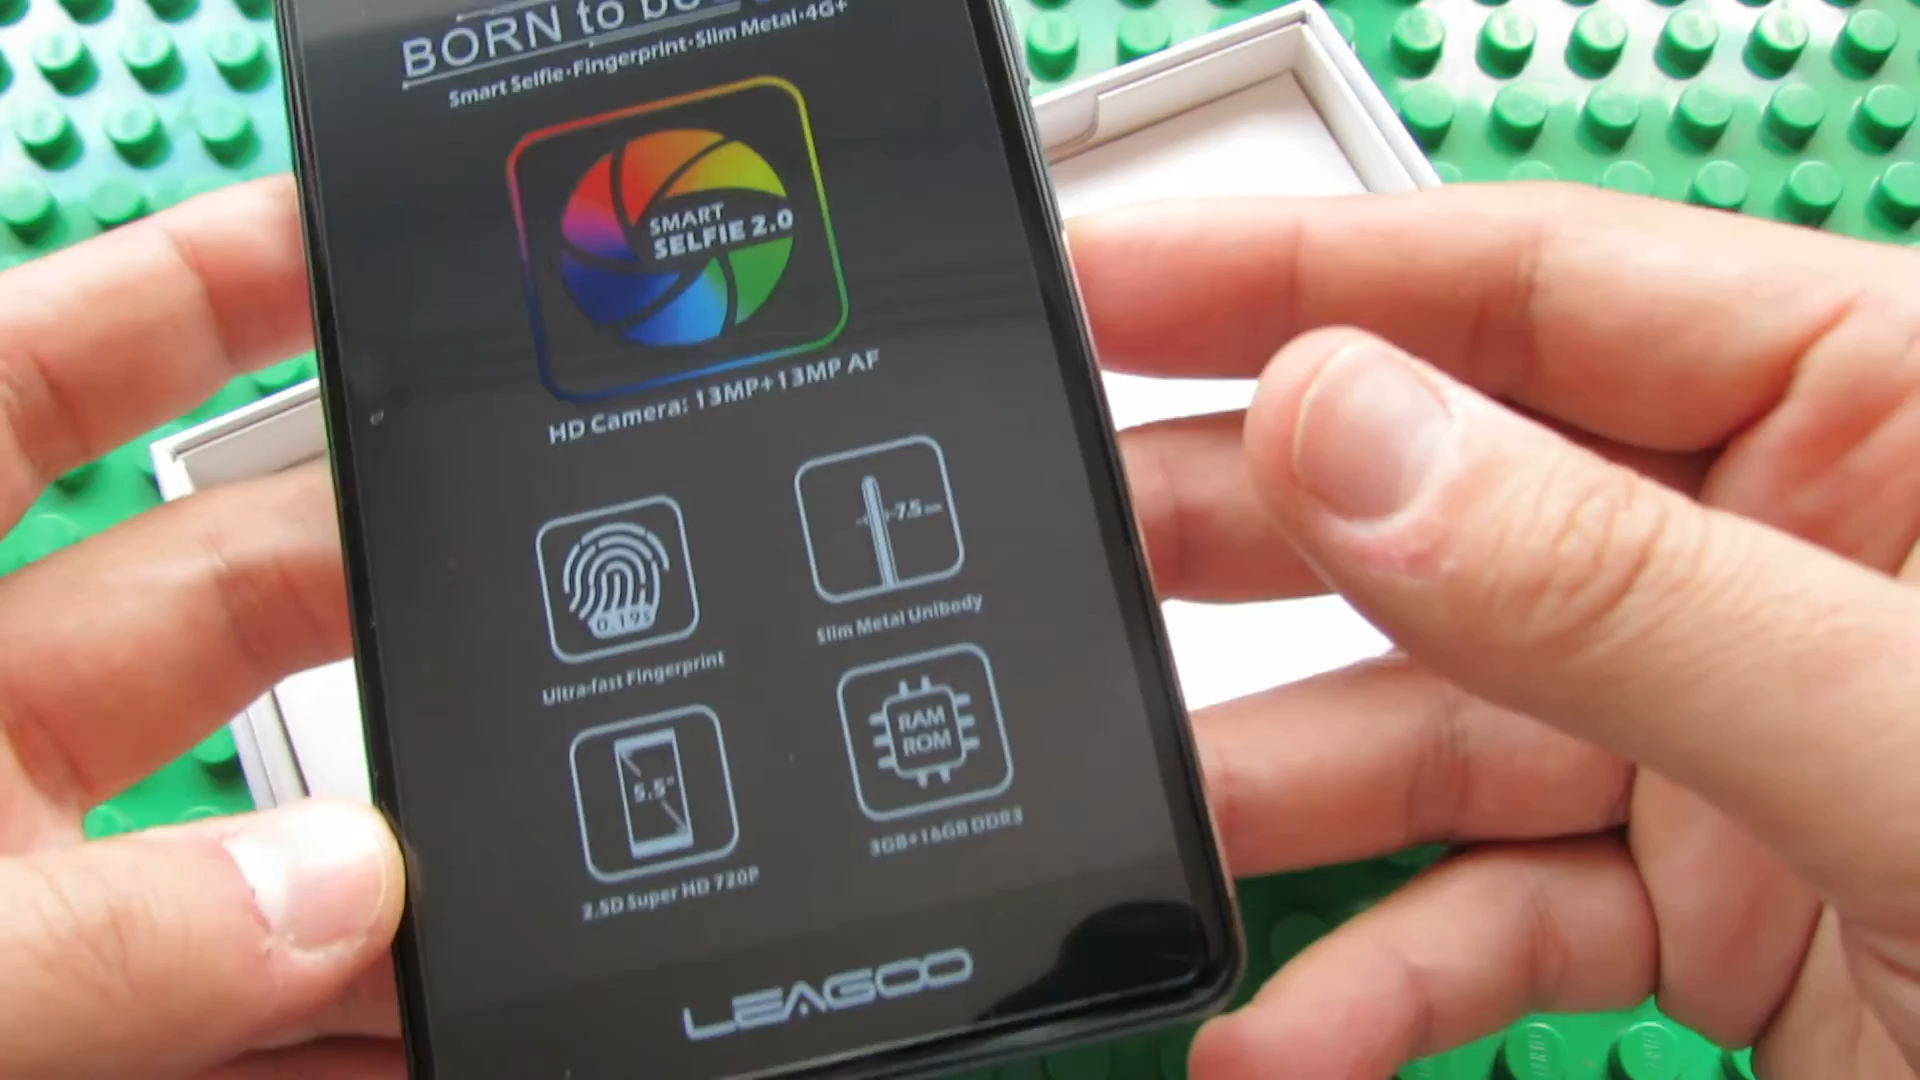 BORN to
Smart Selfie·Fingerprint·Slim Metal·4G+
SMART
SELFIE 2.0
HD Camera: 13MP+13MP AF
0.19s
Ultra-fast Fingerprint
7.5
Slim Metal Unibody
5.5"
2.5D Super HD 720P
RAM
ROM
3GB+16GB DDR3
LEAGOO